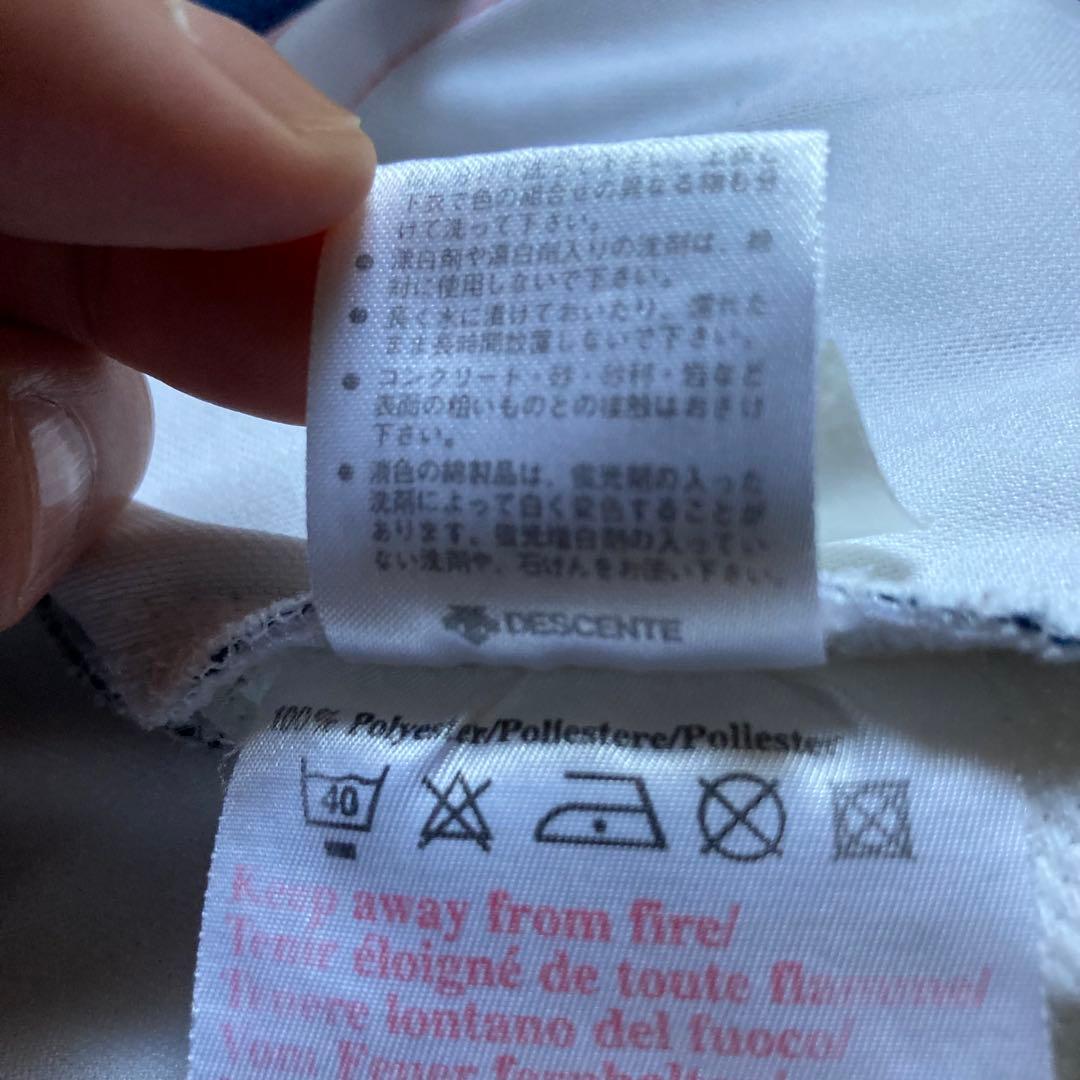 下衣で色の組合せの異なる物も分
けて洗って下さい。
漂白剤や漂白剤入りの洗剤は、絶
対に使用しないで下さい。
長く水に漬けておいたり、濡れた
まま長時間放置しないで下さい。
コンクリート・砂・砂利・岩など
表面の粗いものとの接触はおさけ
下さい。
淡色の綿製品は、蛍光剤の入った
洗剤によって白く染色することが
あります。蛍光増白剤の入ってい
ない洗剤や、石けんをお使い下さい。
DESCENTE
100% Polyester/Poliestere/Poliester
40
Keep away from fire/
Tenir éloigné de toute flamme/
Tenere lontano dal fuoco/
Vom Feuer fernhalten/